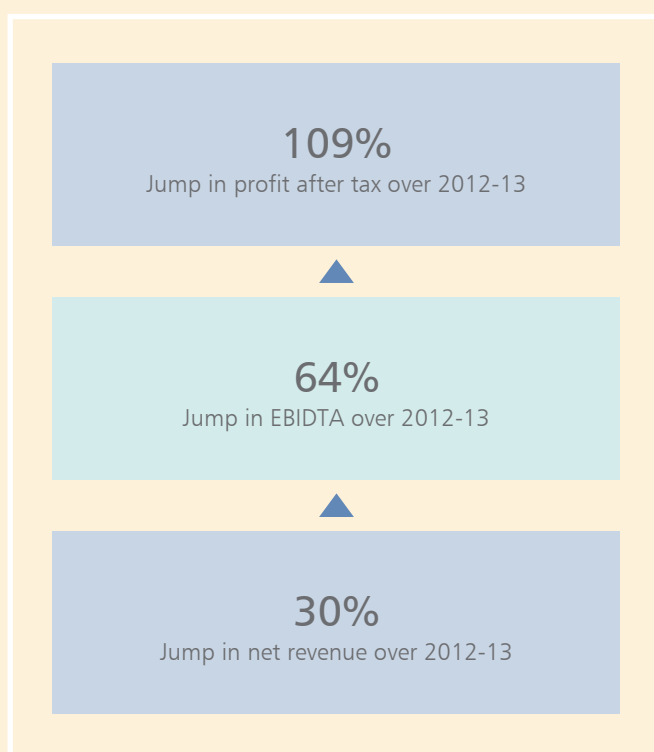 109%
Jump in profit after tax over 2012-13
64%
Jump in EBIDTA over 2012-13
30%
Jump in net revenue over 2012-13